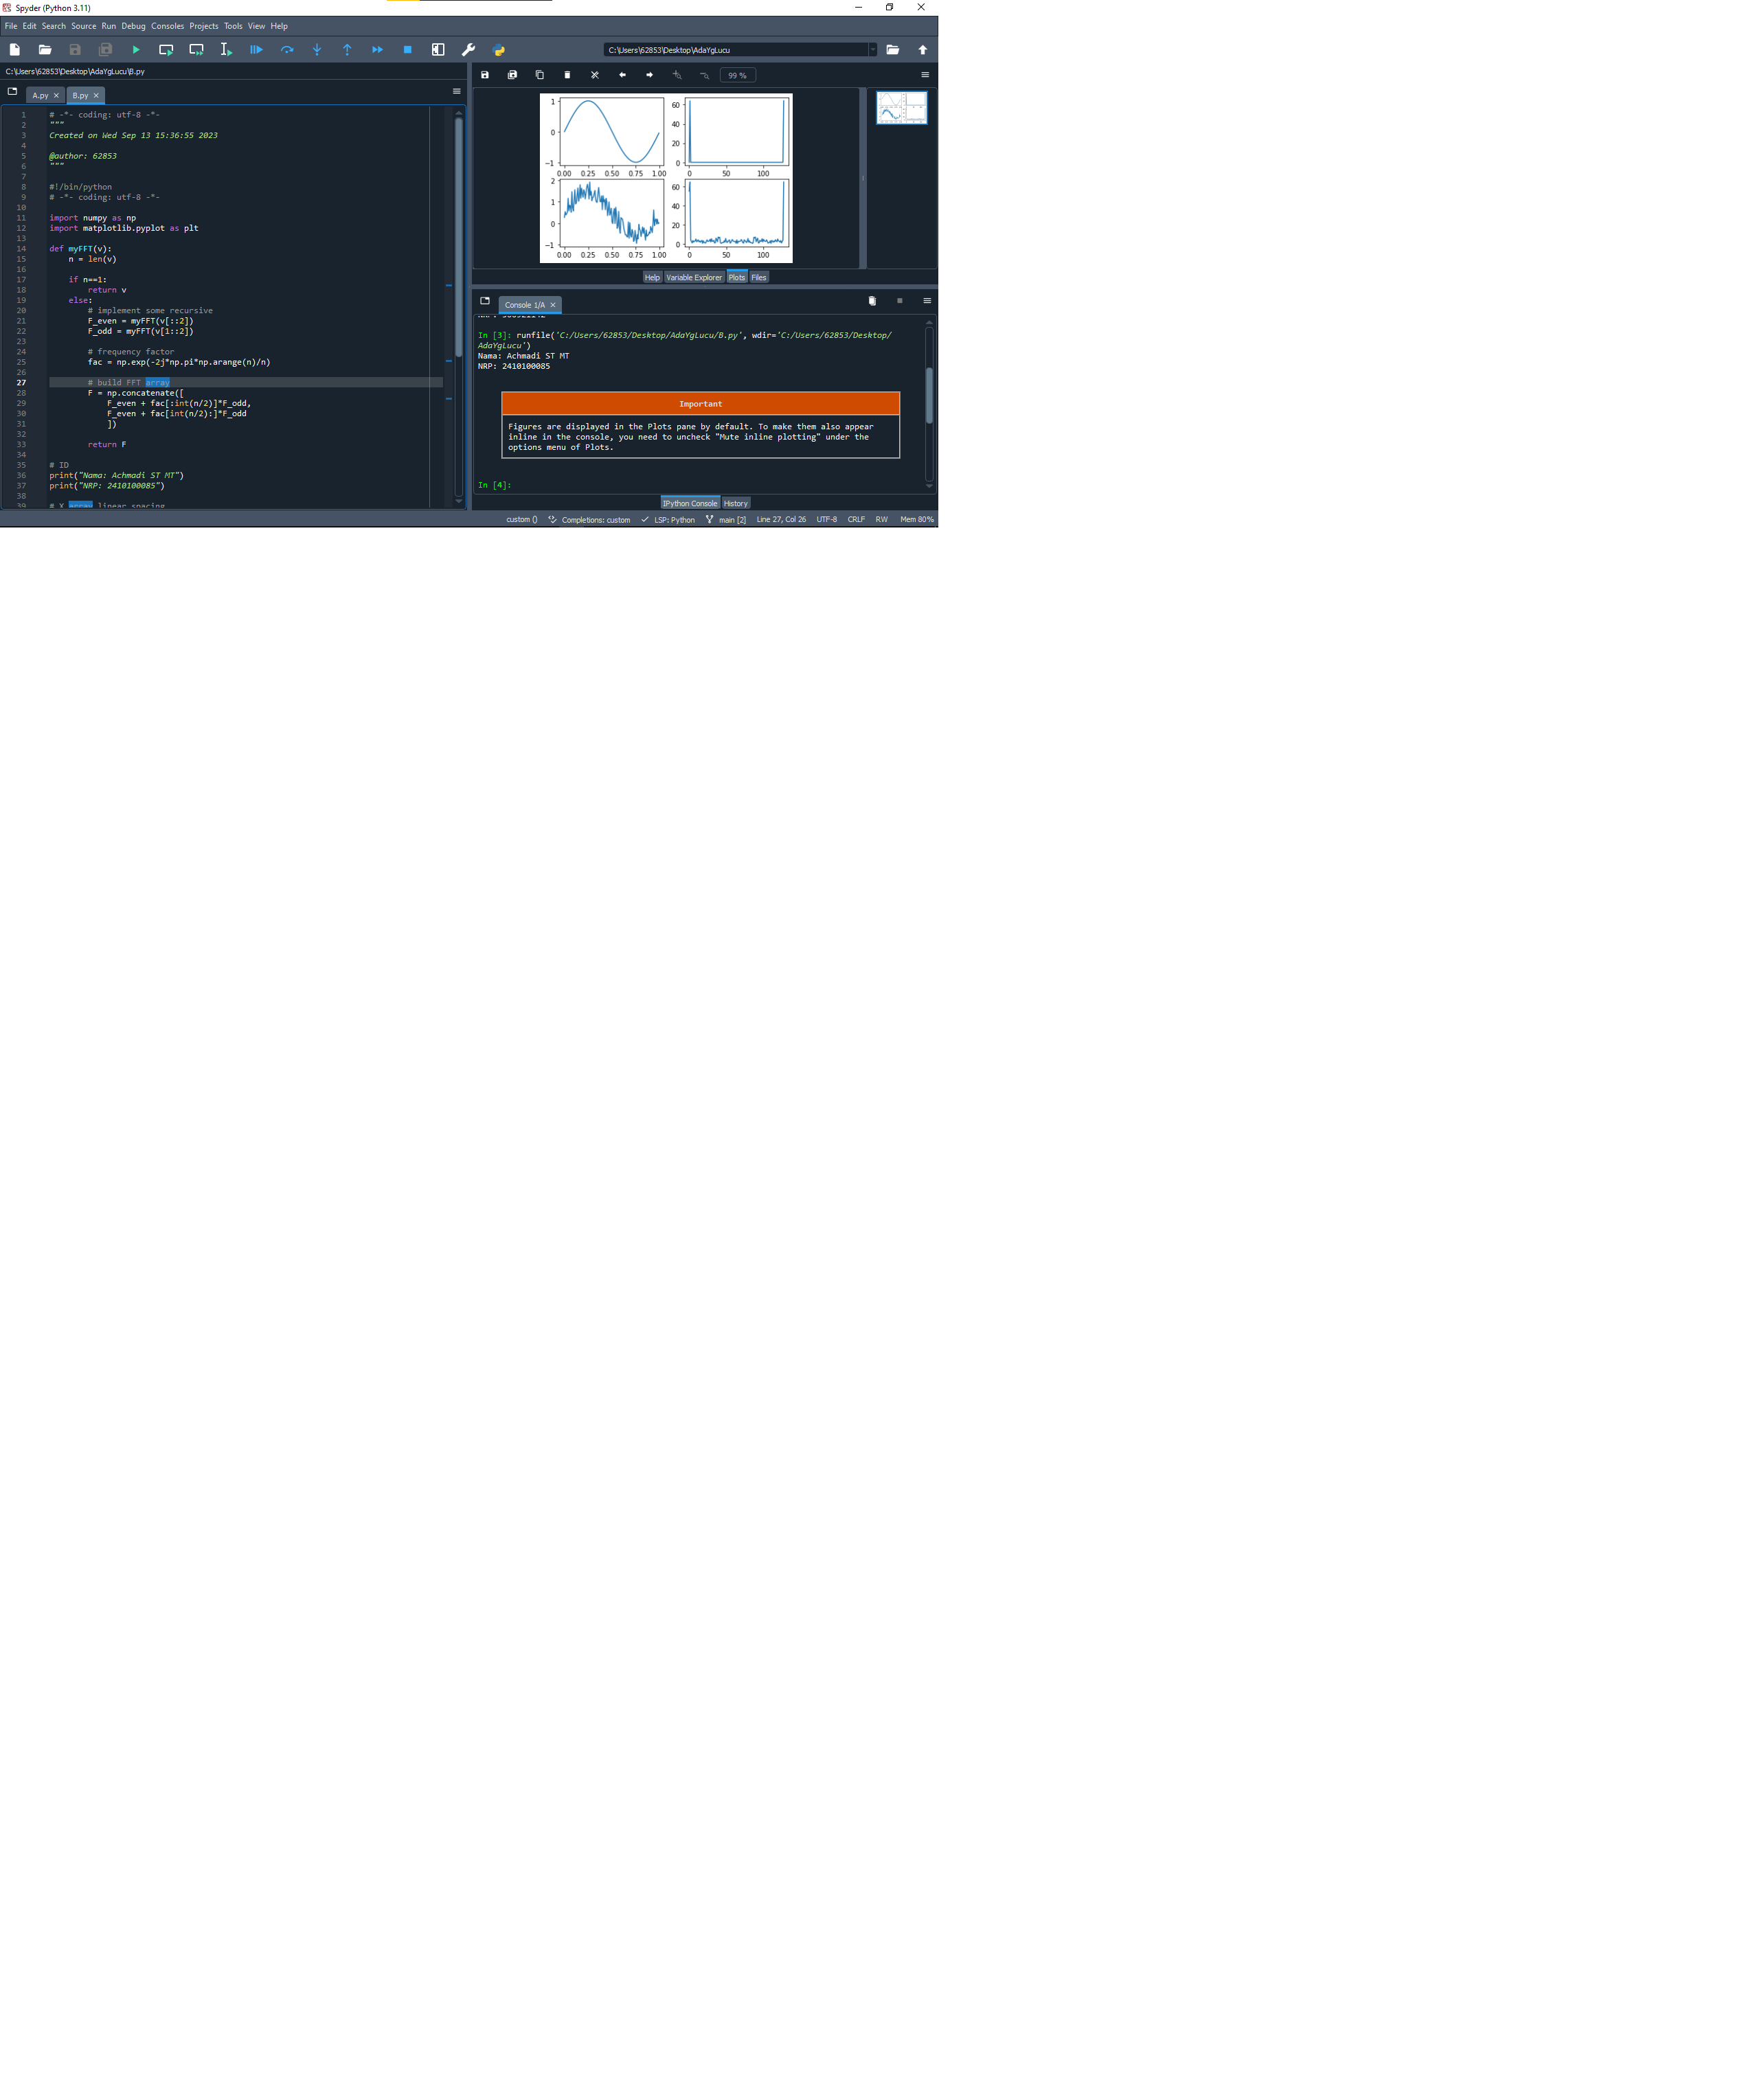 Spyder (Python 3.11)
File Edit Search Source Run Debug Consoles Projects Tools View Help
C:\Users\62853\Desktop\AdaYgLucu
C:\Users\62853\Desktop\AdaYgLucu\B.py
A.py
B.py
1 # -*- coding: utf-8 -*-
2 """
3 Created on Wed Sep 13 15:36:55 2023
4
5 @author: 62853
6 """
7
8 #!/bin/python
9 # -*- coding: utf-8 -*-
10
11 import numpy as np
12 import matplotlib.pyplot as plt
13
14 def myFFT(v):
15 n = len(v)
16
17 if n==1:
18 return v
19 else:
20 # implement some recursive
21 F_even = myFFT(v[::2])
22 F_odd = myFFT(v[1::2])
23
24 # frequency factor
25 fac = np.exp(-2j*np.pi*np.arange(n)/n)
26
27 # build FFT array
28 F = np.concatenate([
29 F_even + fac[:int(n/2)]*F_odd,
30 F_even + fac[int(n/2):]*F_odd
31 ])
32
33 return F
34
35 # ID
36 print("Nama: Achmadi ST MT")
37 print("NRP: 2410100085")
38
39 # X array linear spacing
99 %
1
0
−1
0.00 0.25 0.50 0.75 1.00
60
40
20
0
0 50 100
2
1
0
−1
0.00 0.25 0.50 0.75 1.00
60
40
20
0
0 50 100
Help Variable Explorer Plots Files
Console 1/A
In [3]: runfile('C:/Users/62853/Desktop/AdaYgLucu/B.py', wdir='C:/Users/62853/Desktop/
AdaYgLucu')
Nama: Achmadi ST MT
NRP: 2410100085
Important
Figures are displayed in the Plots pane by default. To make them also appear
inline in the console, you need to uncheck "Mute inline plotting" under the
options menu of Plots.
In [4]:
IPython Console History
custom () Completions: custom LSP: Python main [2] Line 27, Col 26 UTF-8 CRLF RW Mem 80%